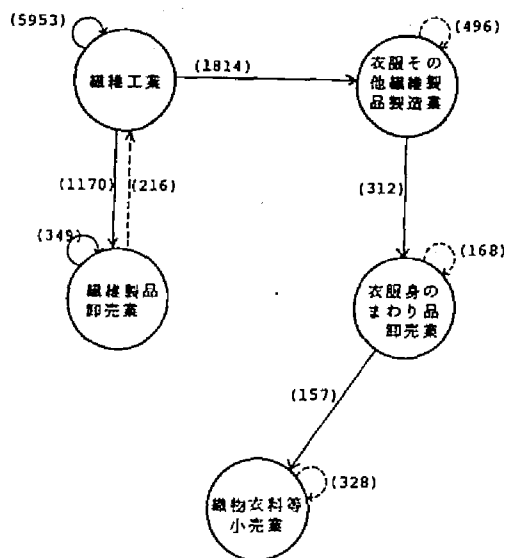 (5953)
繊維工業
(1814)
(496)
衣服その
他繊維製
品製造業
(1170)
(216)
(312)
(349)
繊維製品
卸売業
(168)
衣服身の
まわり品
卸売業
(157)
織物衣料等
小売業
(328)